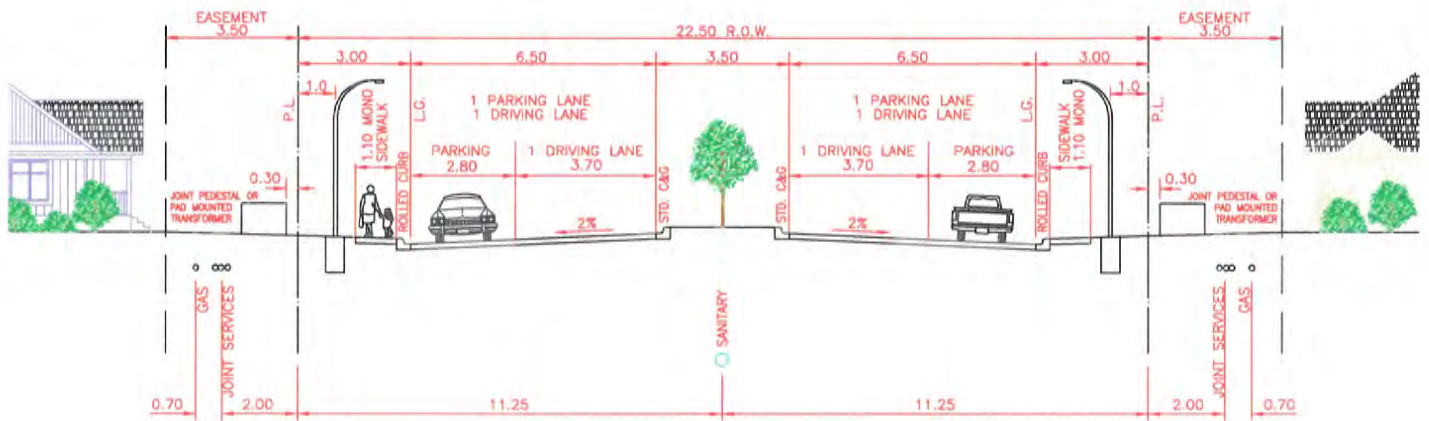 EASEMENT
3.50
22.50 R.O.W.
EASEMENT
3.50
3.00
6.50
3.50
6.50
3.00
1.0
P.L.
L.G.
1 PARKING LANE
1 DRIVING LANE
1 PARKING LANE
1 DRIVING LANE
L.G.
1.0
P.L.
1.10 MONO
SIDEWALK
PARKING
2.80
1 DRIVING LANE
3.70
1 DRIVING LANE
3.70
PARKING
2.80
SIDEWALK
1.10 MONO
0.30
JOINT PEDESTAL OR
PAD MOUNTED
TRANSFORMER
ROLLED CURB
2%
STD. C&G
STD. C&G
2%
ROLLED CURB
0.30
JOINT PEDESTAL OR
PAD MOUNTED
TRANSFORMER
GAS
JOINT SERVICES
SANITARY
JOINT SERVICES
GAS
0.70
2.00
11.25
11.25
2.00
0.70